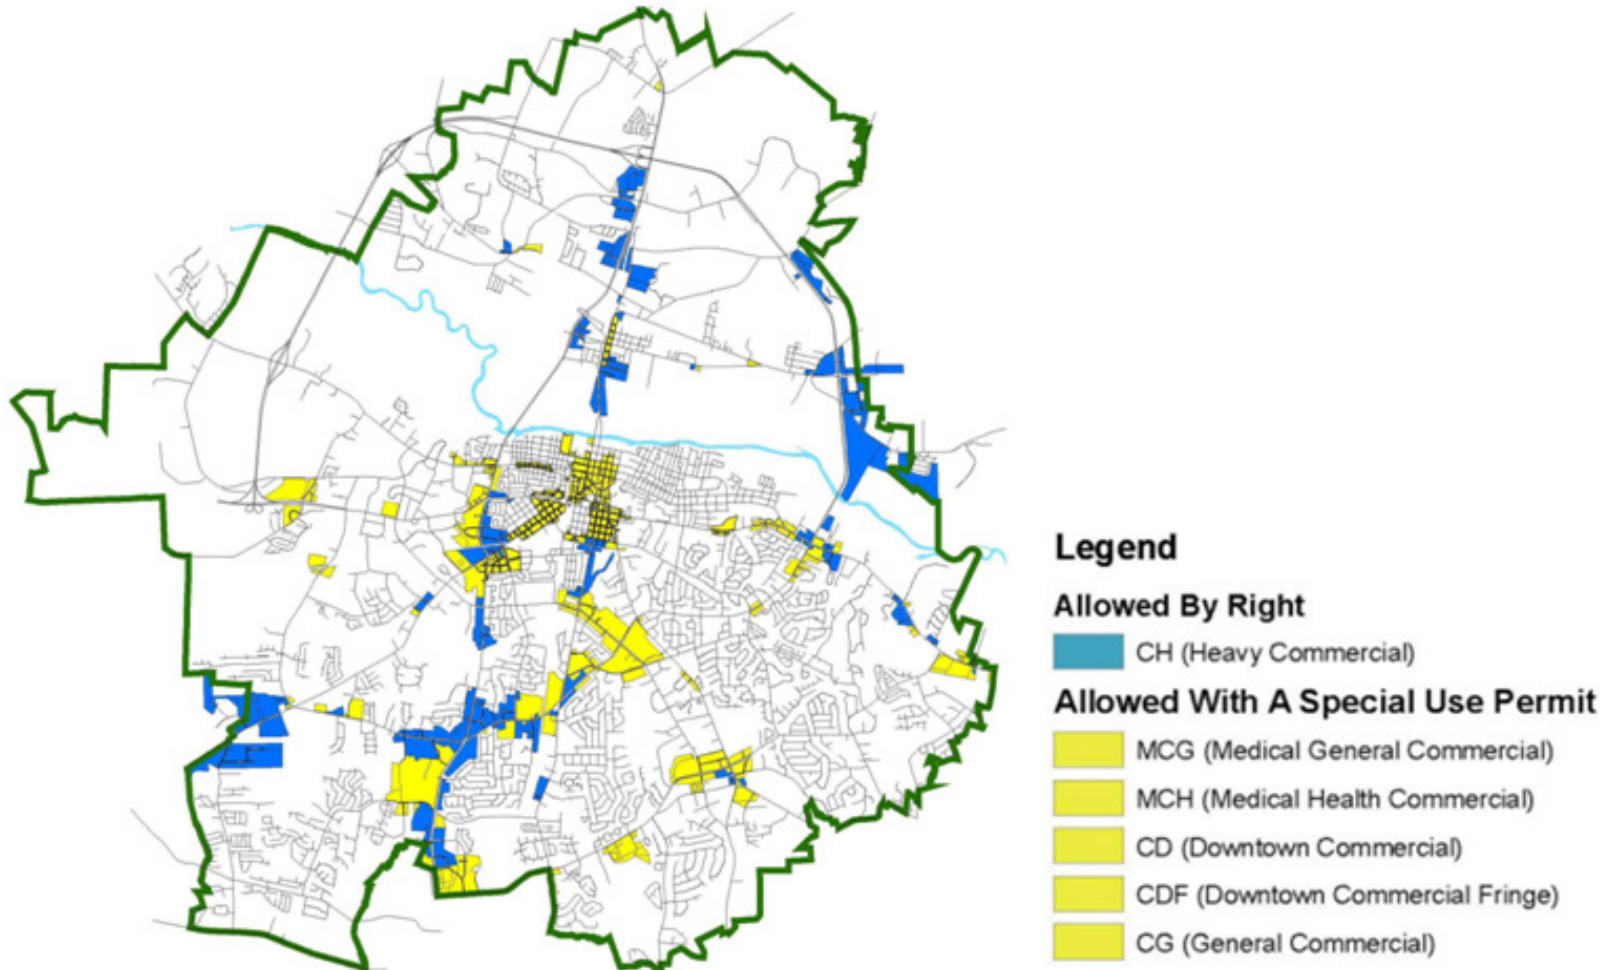 Legend
Allowed By Right
CH (Heavy Commercial)
Allowed With A Special Use Permit
MCG (Medical General Commercial)
MCH (Medical Health Commercial)
CD (Downtown Commercial)
CDF (Downtown Commercial Fringe)
CG (General Commercial)